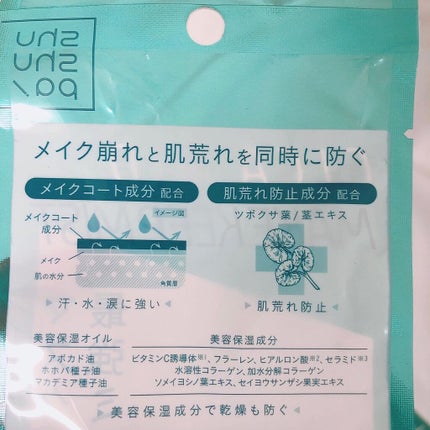 shu
shu
pa!
メイク崩れと肌荒れを同時に防ぐ
メイクコート成分 配合
肌荒れ防止成分 配合
メイクコート成分
イメージ図
メイク
肌の水分
角質層
ツボクサ葉/茎エキス
汗・水・涙に強い
肌荒れ防止
美容保湿オイル
アボカド油
ホホバ種子油
マカデミア種子油
美容保湿成分
ビタミンC誘導体※1、フラーレン、ヒアルロン酸※2、セラミド※3
水溶性コラーゲン、加水分解コラーゲン
ソメイヨシノ葉エキス、セイヨウサンザシ果実エキス
美容保湿成分で乾燥も防ぐ